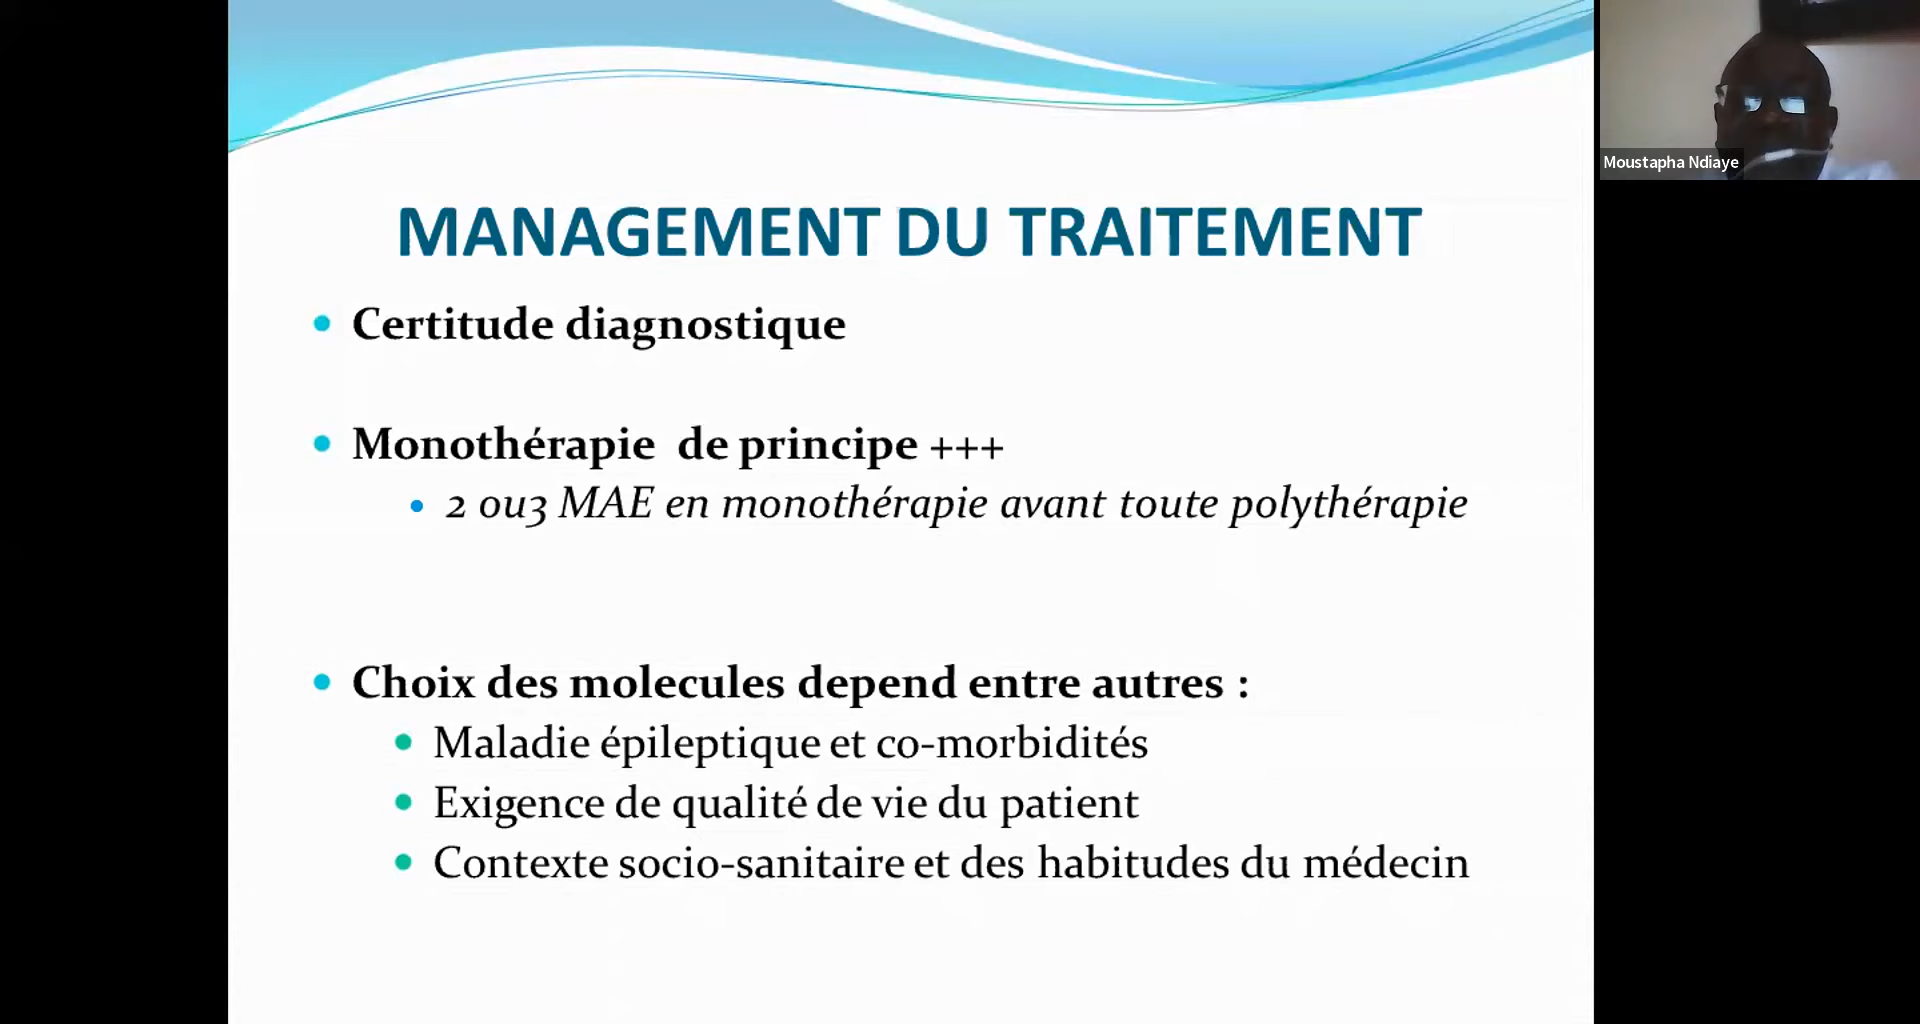 MANAGEMENT DU TRAITEMENT
• Certitude diagnostique
• Monothérapie de principe +++
• 2 ou3 MAE en monothérapie avant toute polythérapie
• Choix des molecules depend entre autres :
• Maladie épileptique et co-morbidités
• Exigence de qualité de vie du patient
• Contexte socio-sanitaire et des habitudes du médecin
Moustapha Ndiaye